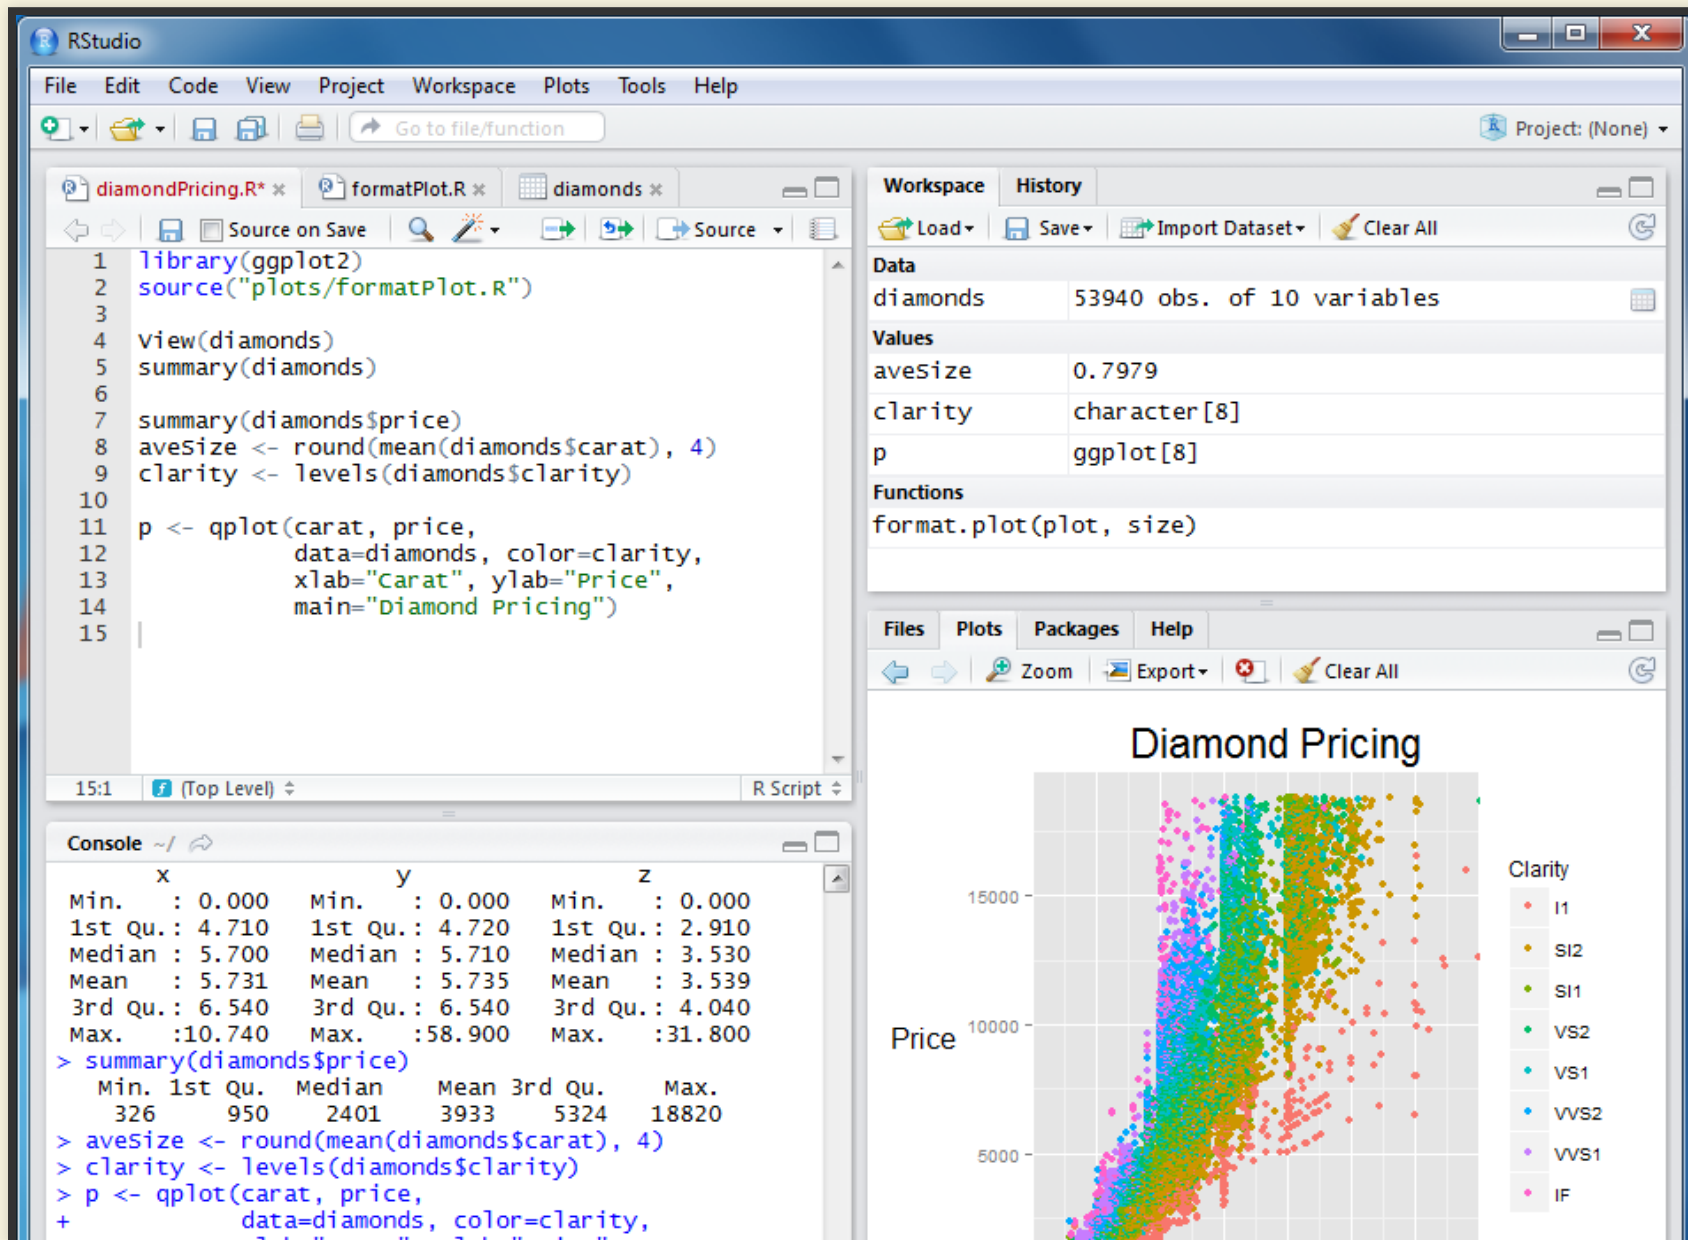 RStudio
File Edit Code View Project Workspace Plots Tools Help
Go to file/function
Project: (None)
diamondPricing.R* formatPlot.R diamonds
Source on Save Source
1 library(ggplot2)
2 source("plots/formatPlot.R")
3
4 View(diamonds)
5 summary(diamonds)
6
7 summary(diamonds$price)
8 aveSize <- round(mean(diamonds$carat), 4)
9 clarity <- levels(diamonds$clarity)
10
11 p <- qplot(carat, price,
12 data=diamonds, color=clarity,
13 xlab="Carat", ylab="Price",
14 main="Diamond Pricing")
15
15:1 (Top Level) R Script
Console ~/
x y z
Min. : 0.000 Min. : 0.000 Min. : 0.000
1st Qu.: 4.710 1st Qu.: 4.720 1st Qu.: 2.910
Median : 5.700 Median : 5.710 Median : 3.530
Mean : 5.731 Mean : 5.735 Mean : 3.539
3rd Qu.: 6.540 3rd Qu.: 6.540 3rd Qu.: 4.040
Max. :10.740 Max. :58.900 Max. :31.800
> summary(diamonds$price)
Min. 1st Qu. Median Mean 3rd Qu. Max.
326 950 2401 3933 5324 18820
> aveSize <- round(mean(diamonds$carat), 4)
> clarity <- levels(diamonds$clarity)
> p <- qplot(carat, price,
+ data=diamonds, color=clarity,
Workspace History
Load Save Import Dataset Clear All
Data
diamonds 53940 obs. of 10 variables
Values
aveSize 0.7979
clarity character[8]
p ggplot[8]
Functions
format.plot(plot, size)
Files Plots Packages Help
Zoom Export Clear All
Diamond Pricing
Price
15000
10000
5000
Clarity
I1
SI2
SI1
VS2
VS1
VVS2
VVS1
IF